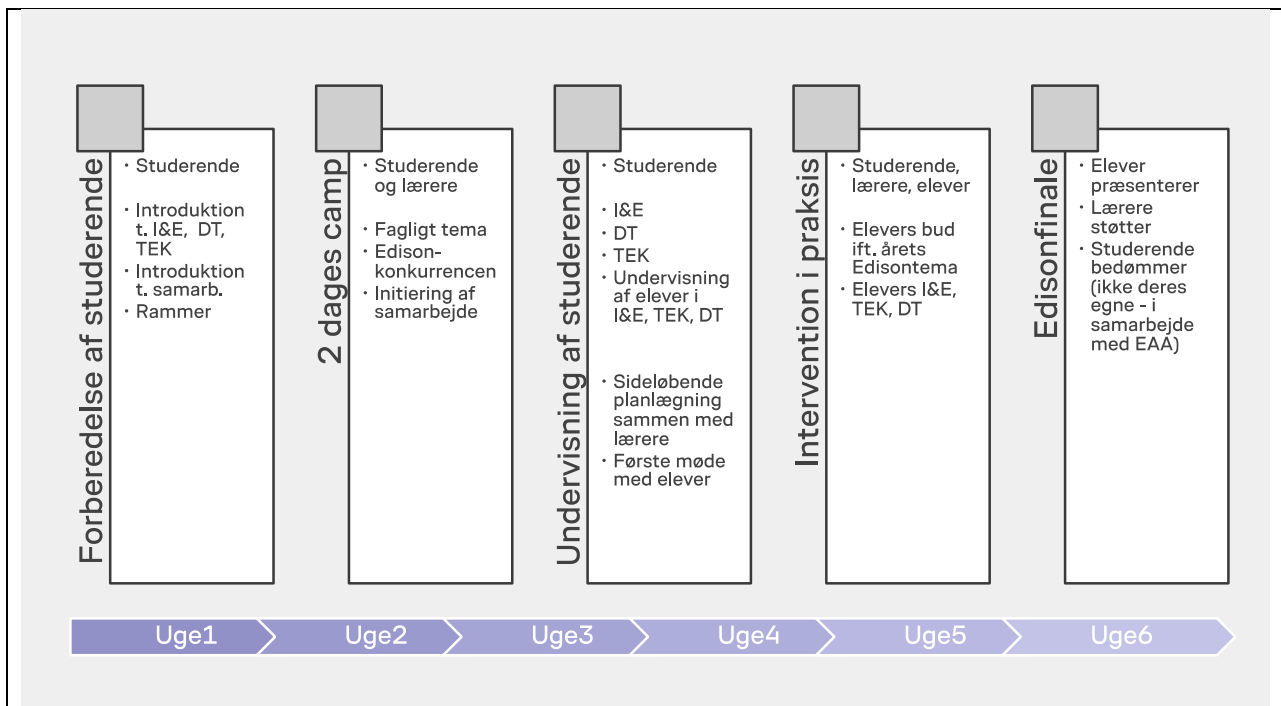 Forberedelse af studerende
· Studerende
· Introduktion
t. I&E, DT,
TEK
· Introduktion
t. samarb.
· Rammer
2 dages camp
· Studerende
og lærere
· Fagligt tema
· Edison-
konkurrencen
· Initiering af
samarbejde
Undervisning af studerende
· Studerende
· I&E
· DT
· TEK
· Undervisning
af elever i
I&E, TEK, DT
· Sideløbende
planlægning
sammen med
lærere
· Første møde
med elever
Intervention i praksis
· Studerende,
lærere, elever
· Elevers bud
ift. årets
Edisontema
· Elevers I&E,
TEK, DT
Edisonfinale
· Elever
præsenterer
· Lærere
støtter
· Studerende
bedømmer
(ikke deres
egne - i
samarbejde
med EAA)
Uge1
Uge2
Uge3
Uge4
Uge5
Uge6